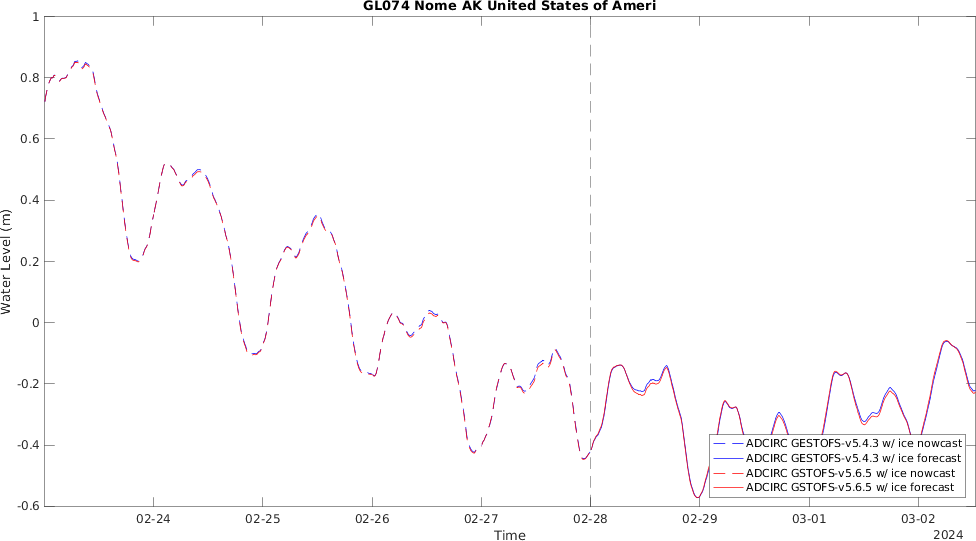 GL074 Nome AK United States of Ameri
1
0.8
0.6
0.4
0.2
0
-0.2
-0.4
-0.6
Water Level (m)
ADCIRC GESTOFS-v5.4.3 w/ ice nowcast
ADCIRC GESTOFS-v5.4.3 w/ ice forecast
ADCIRC GSTOFS-v5.6.5 w/ ice nowcast
ADCIRC GSTOFS-v5.6.5 w/ ice forecast
02-24 02-25 02-26 02-27 02-28 02-29 03-01 03-02
Time
2024